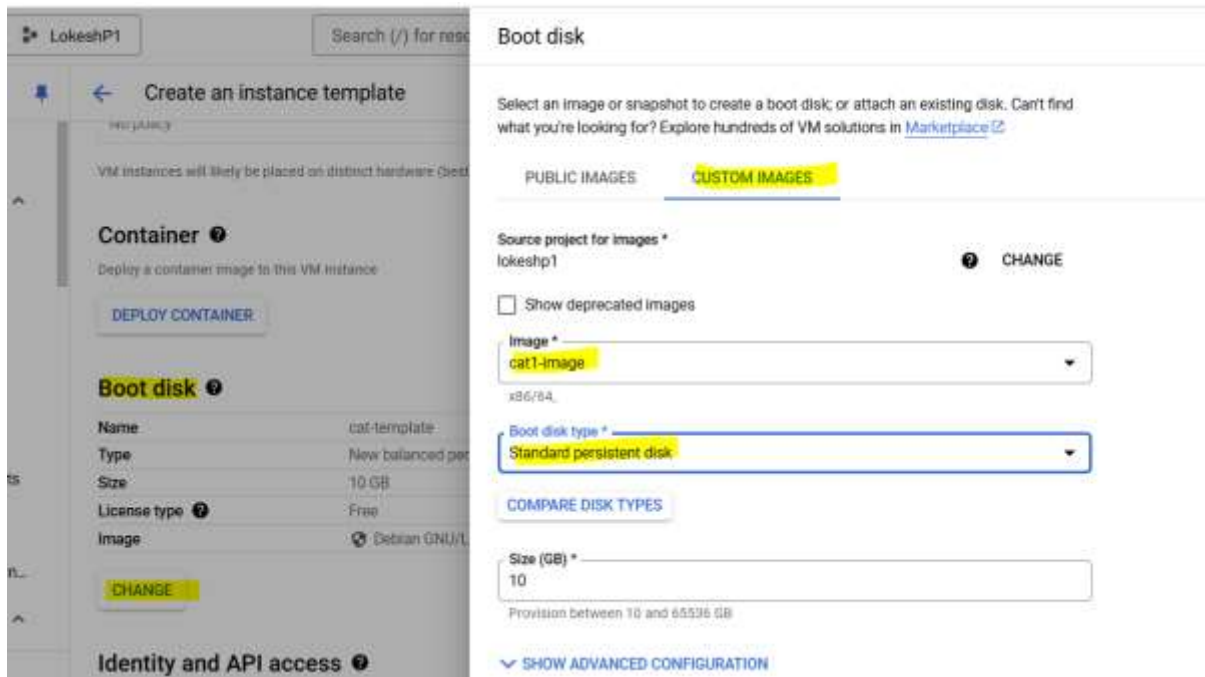 LokeshP1
Search (/) for reso
Create an instance template
No policy
VM instances will likely be placed on distinct hardware (best
Container
Deploy a container image to this VM instance
DEPLOY CONTAINER
Boot disk
Name cat-template
Type New balanced per
Size 10 GB
License type Free
Image Debian GNU/L
CHANGE
Identity and API access
Boot disk
Select an image or snapshot to create a boot disk; or attach an existing disk. Can't find
what you're looking for? Explore hundreds of VM solutions in Marketplace
PUBLIC IMAGES CUSTOM IMAGES
Source project for images *
lokeshp1 CHANGE
Show deprecated images
Image *
cat1-image
x86/64,
Boot disk type *
Standard persistent disk
COMPARE DISK TYPES
Size (GB) *
10
Provision between 10 and 65536 GB
SHOW ADVANCED CONFIGURATION